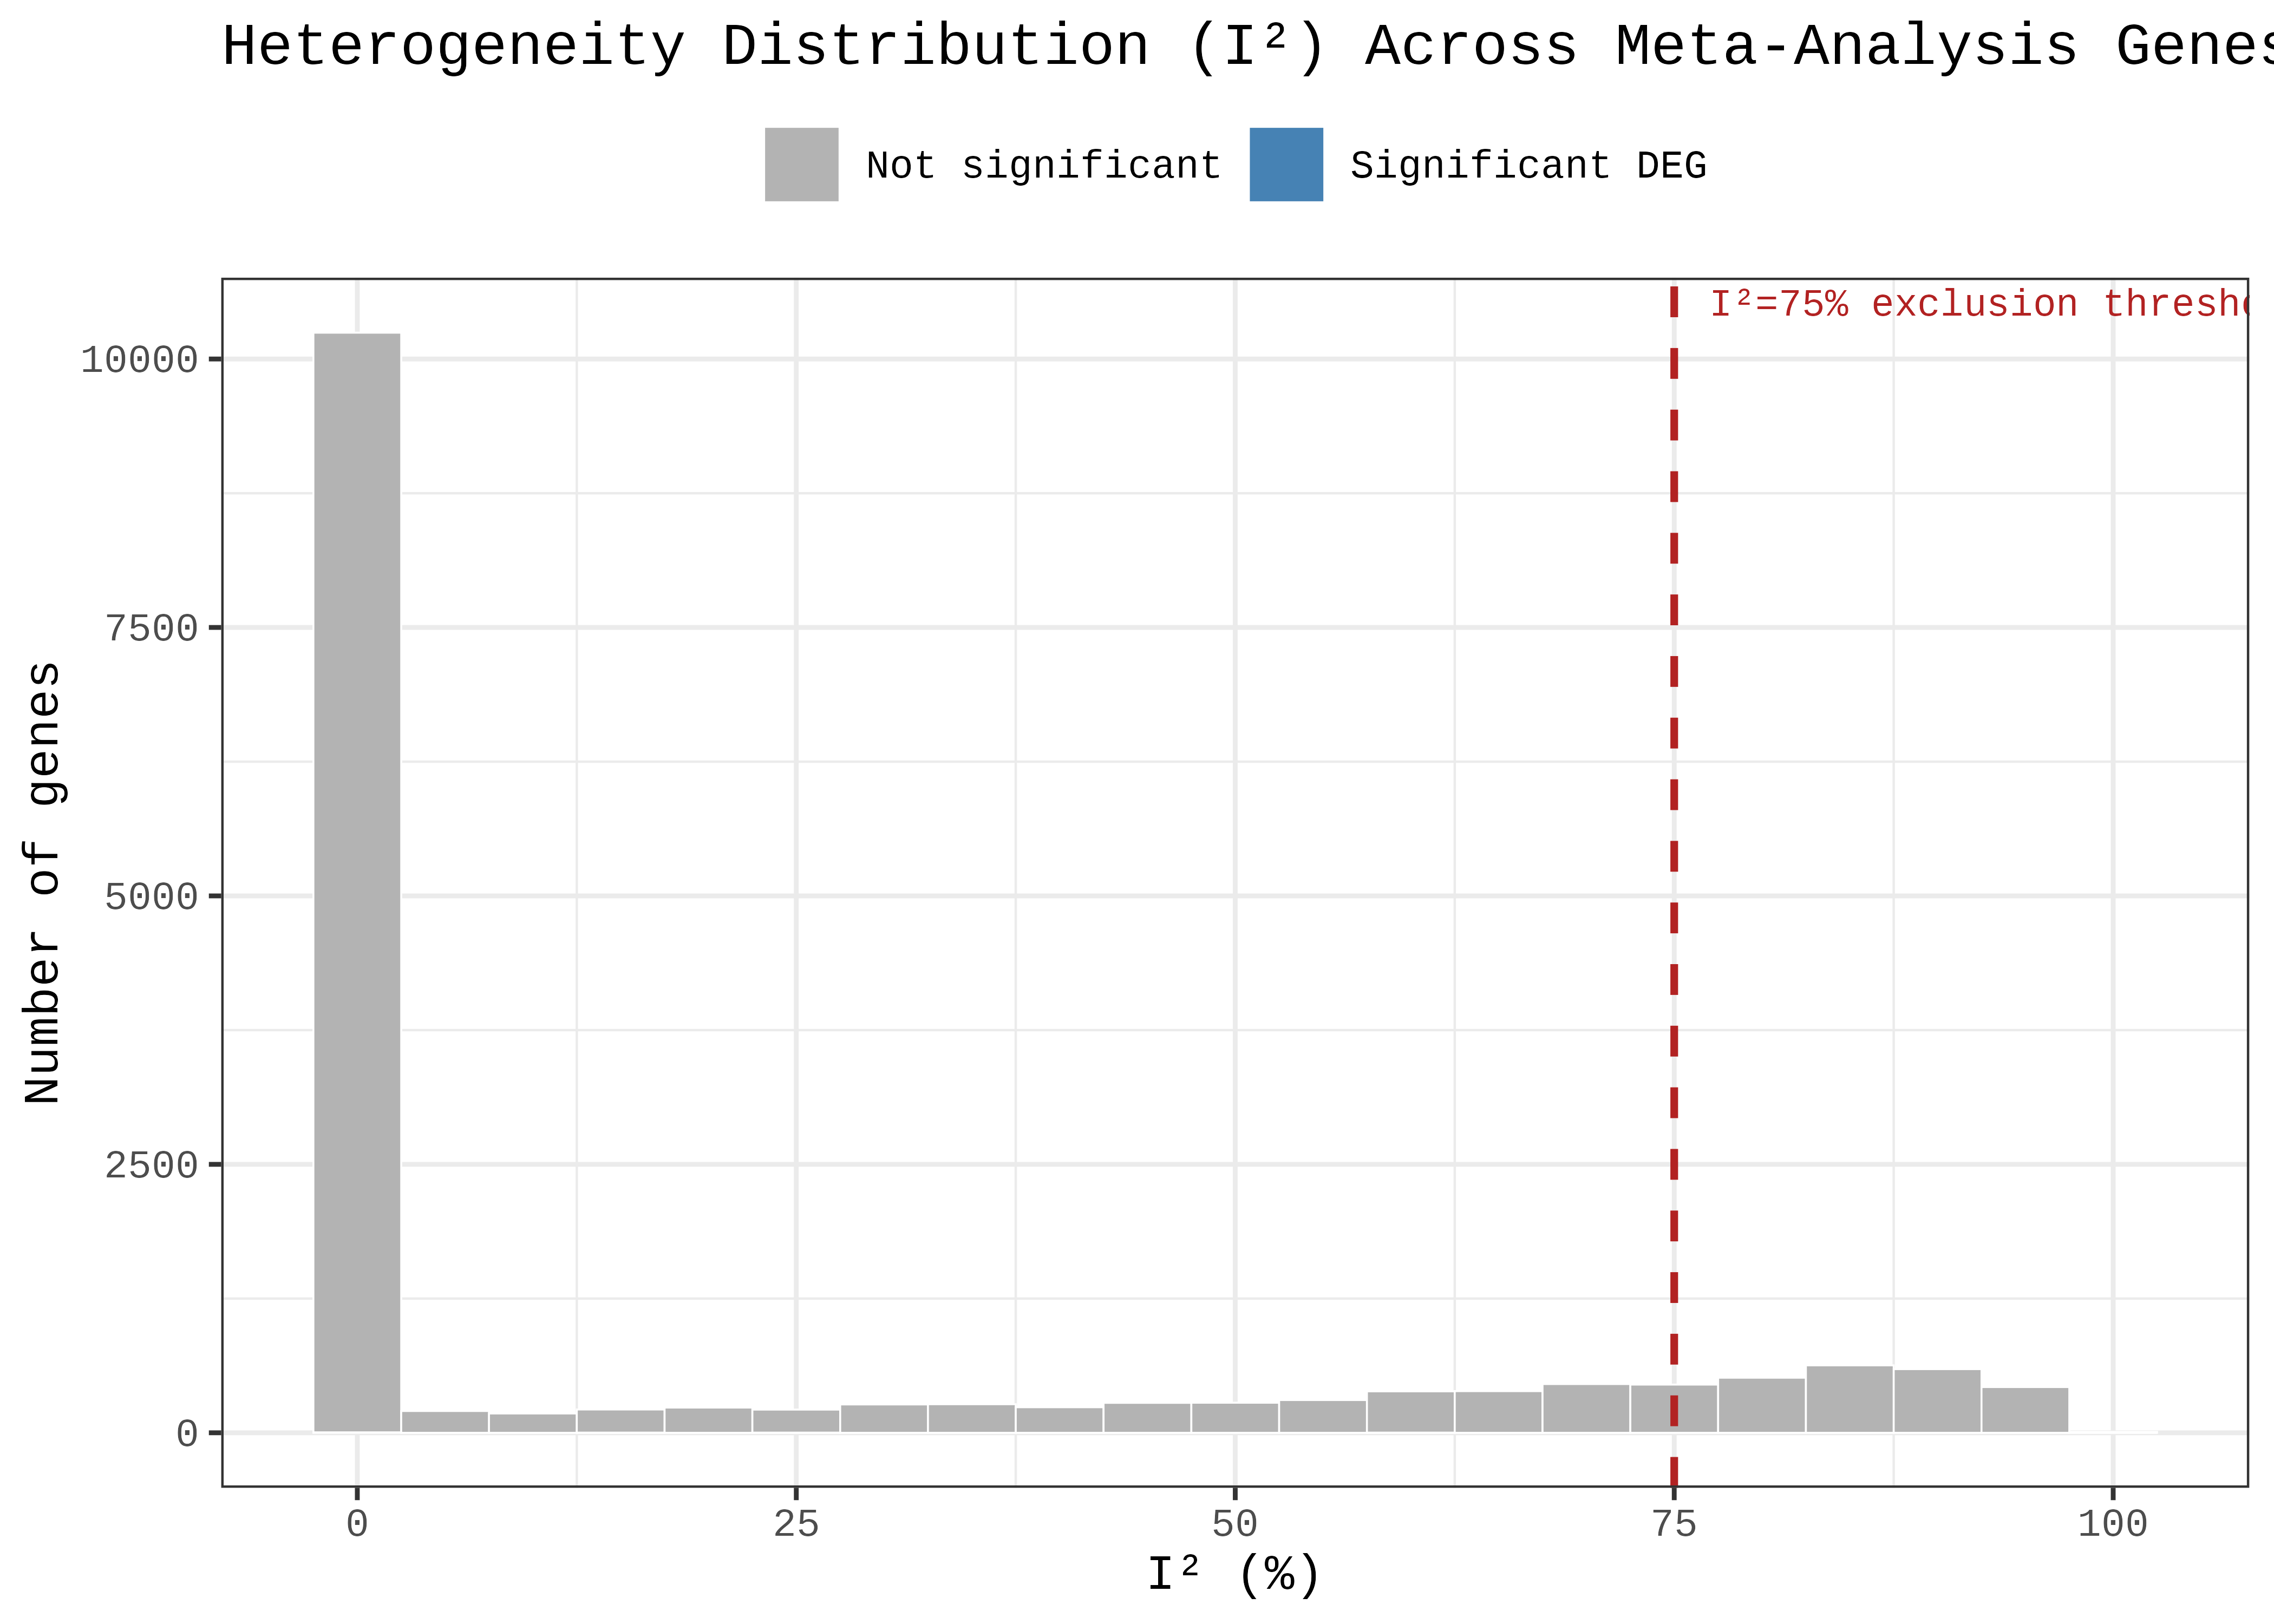 Heterogeneity Distribution (I²) Across Meta-Analysis Genes
Not significant
Significant DEG
I²=75% exclusion thresho
10000
7500
5000
2500
0
Number of genes
0
25
50
75
100
I² (%)